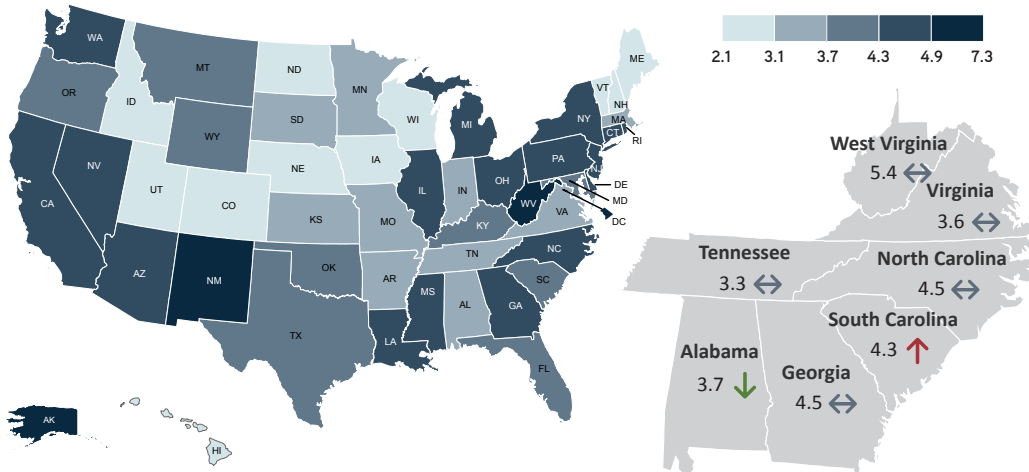 WA
OR
CA
NV
ID
MT
WY
UT
AZ
CO
NM
ND
SD
NE
KS
OK
TX
MN
IA
MO
AR
LA
WI
IL
MS
MI
IN
KY
TN
AL
OH
WV
GA
FL
SC
NC
VA
PA
NY
VT
NH
ME
MA
CT
RI
NJ
DE
MD
DC
AK
HI
2.1 3.1 3.7 4.3 4.9 7.3
West Virginia
5.4 ↔
Virginia
3.6 ↔
Tennessee
3.3 ↔
North Carolina
4.5 ↔
South Carolina
4.3 ↑
Alabama
3.7 ↓
Georgia
4.5 ↔